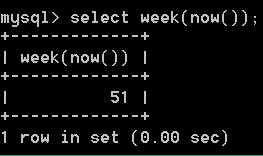 mysql> select week(now());
+-------------+
| week(now()) |
+-------------+
|          51 |
+-------------+
1 row in set (0.00 sec)